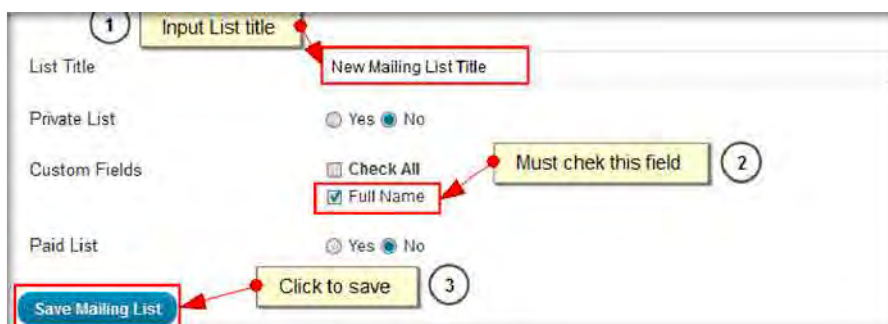 1 Input List title
List Title New Mailing List Title
Private List Yes No
Custom Fields Check All Must chek this field 2
Full Name
Paid List Yes No
Click to save 3
Save Mailing List